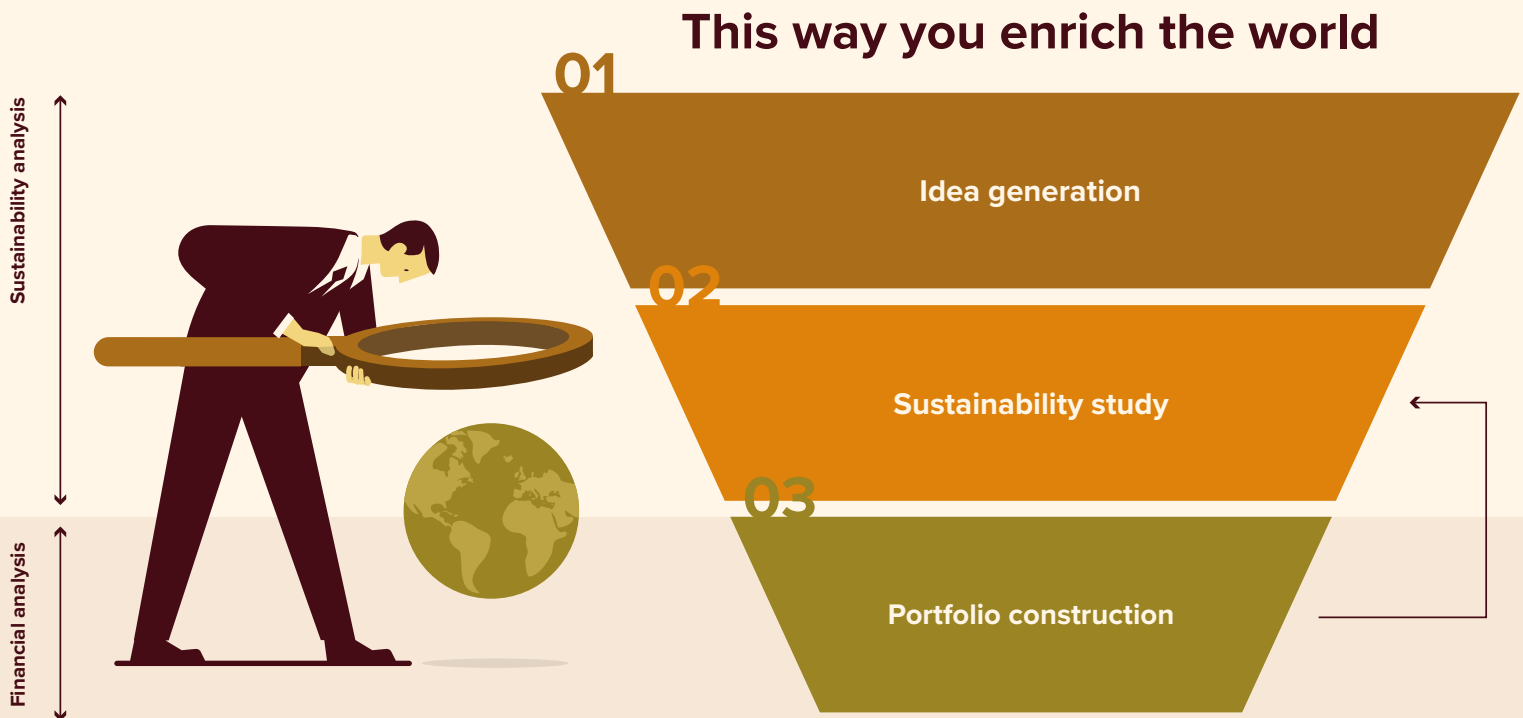 This way you enrich the world
01
Idea generation
02
Sustainability study
03
Portfolio construction
Sustainability analysis
Financial analysis